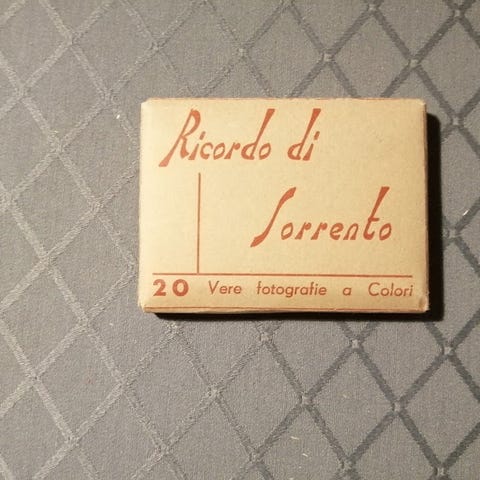 Ricordo di
Sorrento
20 Vere fotografie a Colori